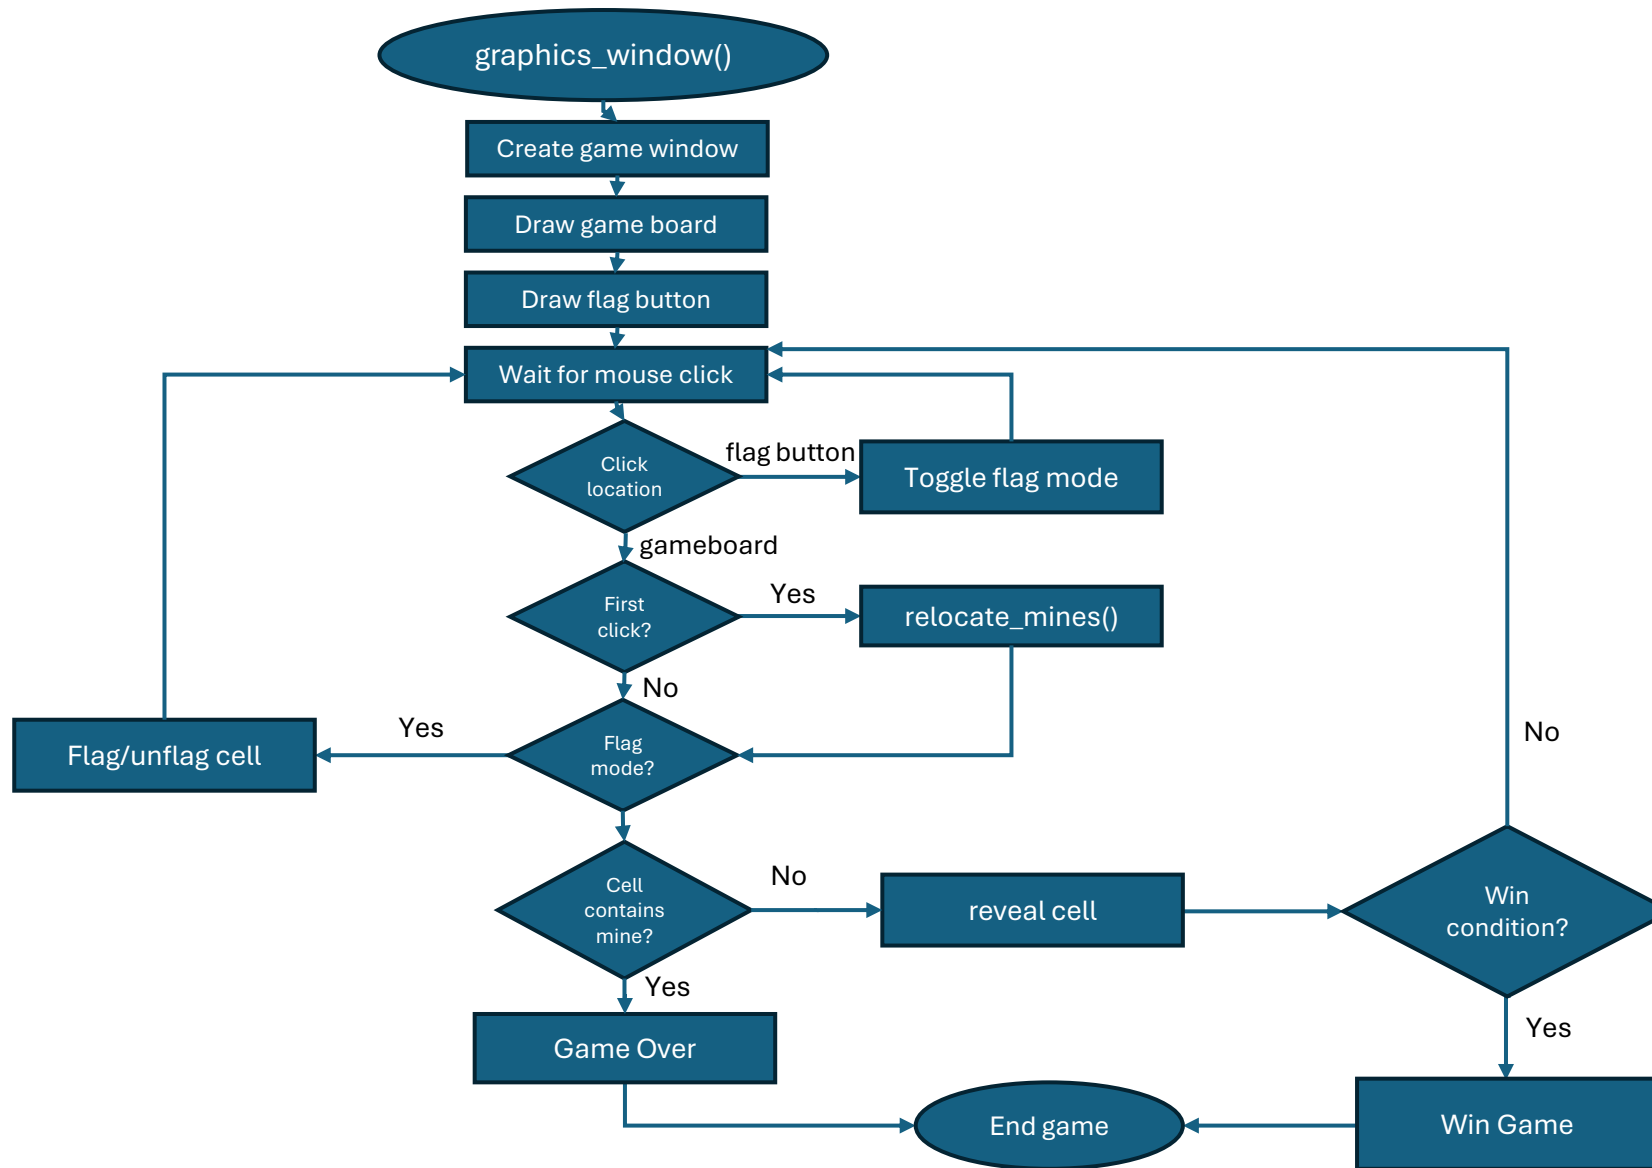 graphics_window()
Create game window
Draw game board
Draw flag button
Wait for mouse click
Click
location
flag button
Toggle flag mode
gameboard
First
click?
Yes
relocate_mines()
No
Flag
mode?
Yes
Flag/unflag cell
No
Cell
contains
mine?
No
reveal cell
Win
condition?
Yes
Game Over
Yes
End game
Win Game